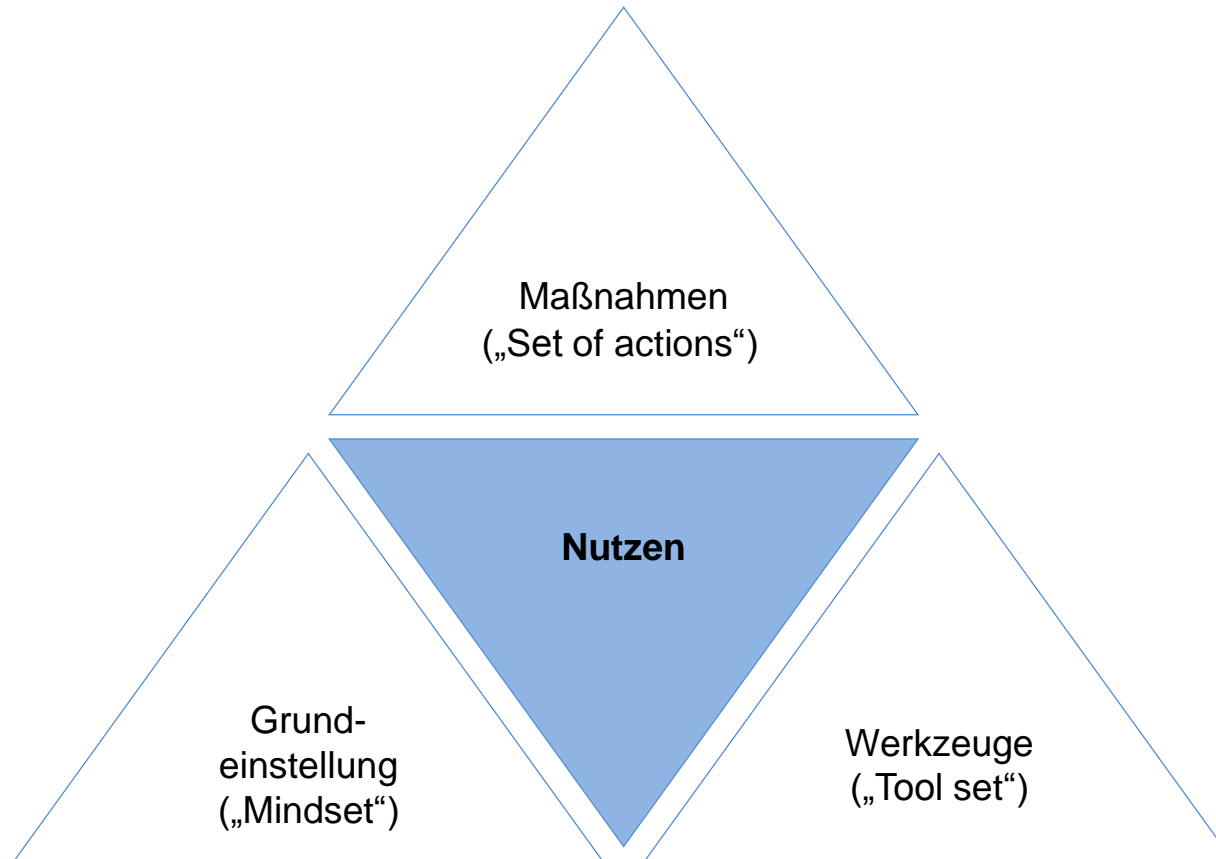 Maßnahmen
(„Set of actions“)
Nutzen
Grund-
einstellung
(„Mindset“)
Werkzeuge
(„Tool set“)